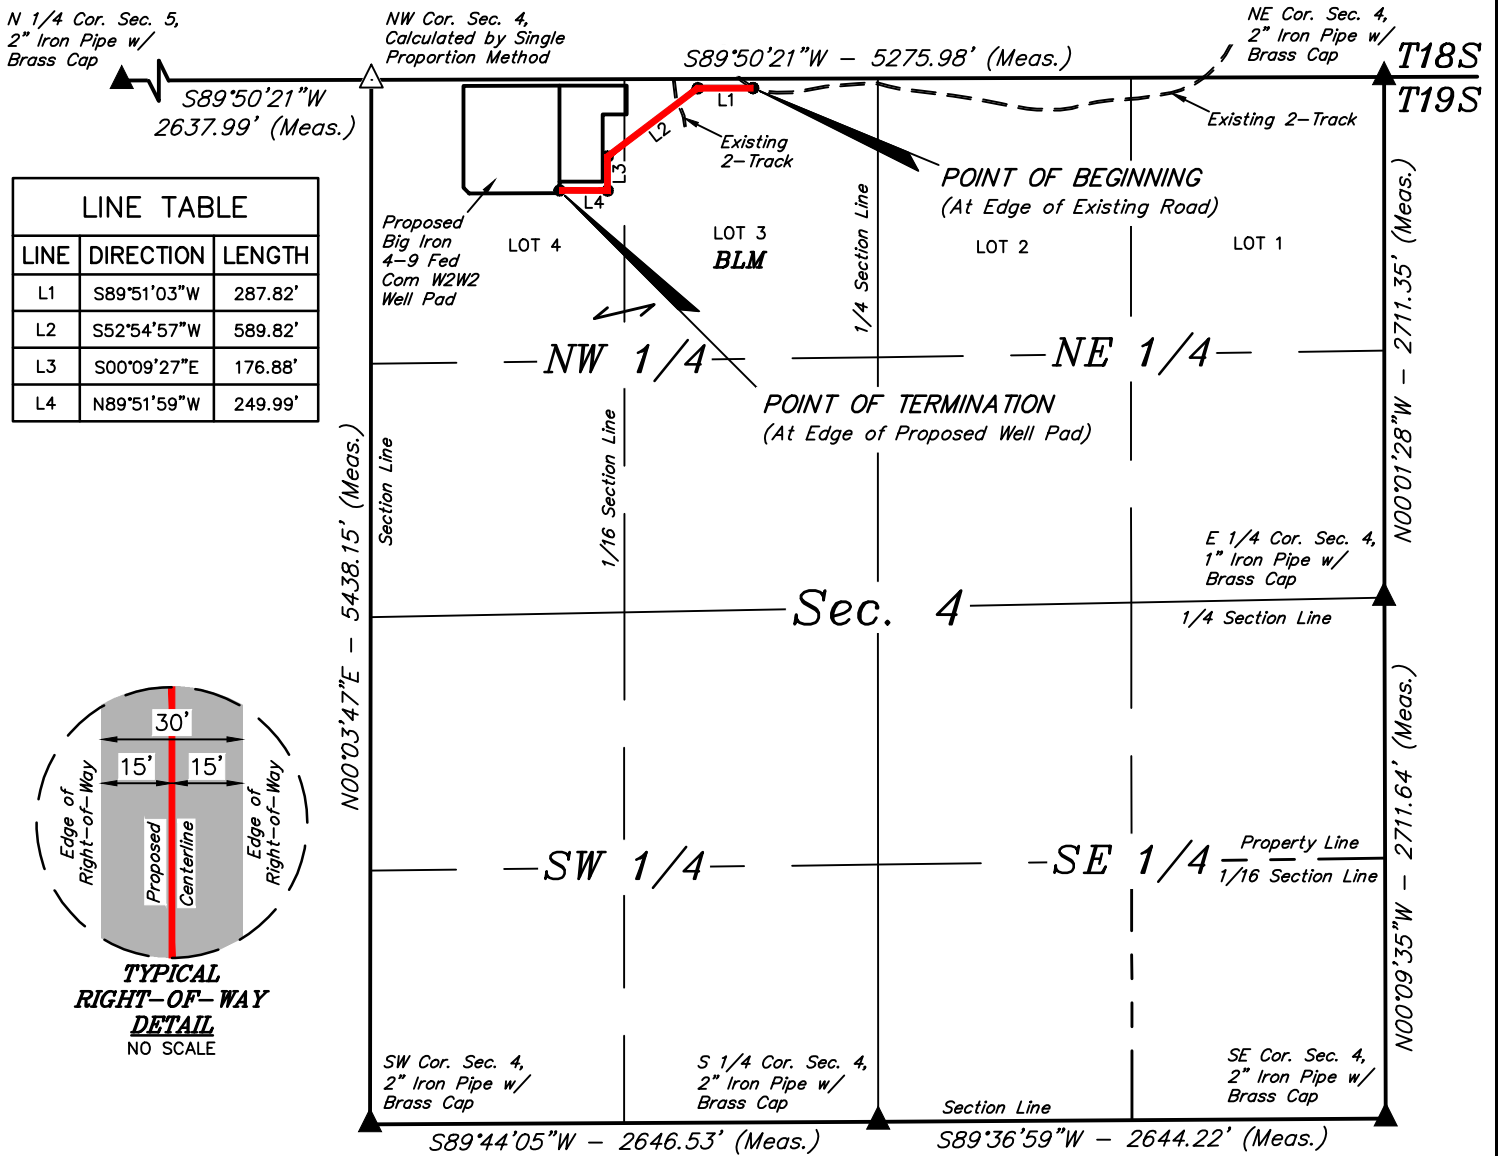 N 1/4 Cor. Sec. 5,
2" Iron Pipe w/
Brass Cap
NW Cor. Sec. 4,
Calculated by Single
Proportion Method
S89°50'21"W – 5275.98' (Meas.)
NE Cor. Sec. 4,
2" Iron Pipe w/
Brass Cap
T18S
T19S
S89°50'21"W
2637.99' (Meas.)
L1
L2
L3
L4
Existing
2–Track
Existing 2–Track
POINT OF BEGINNING
(At Edge of Existing Road)
LINE TABLE
LINE DIRECTION LENGTH
L1 S89°51'03"W 287.82'
L2 S52°54'57"W 589.82'
L3 S00°09'27"E 176.88'
L4 N89°51'59"W 249.99'
Proposed
Big Iron
4–9 Fed
Com W2W2
Well Pad
LOT 4
LOT 3
BLM
LOT 2
LOT 1
1/4 Section Line
N00°01'28"W – 2711.35' (Meas.)
NW 1/4
NE 1/4
POINT OF TERMINATION
(At Edge of Proposed Well Pad)
N00°03'47"E – 5438.15' (Meas.)
Section Line
1/16 Section Line
E 1/4 Cor. Sec. 4,
1" Iron Pipe w/
Brass Cap
Sec. 4
1/4 Section Line
30'
15' 15'
Edge of
Right–of–Way
Proposed
Centerline
Edge of
Right–of–Way
TYPICAL
RIGHT–OF–WAY
DETAIL
NO SCALE
SW 1/4
SE 1/4
Property Line
1/16 Section Line
N00°09'35"W – 2711.64' (Meas.)
SW Cor. Sec. 4,
2" Iron Pipe w/
Brass Cap
S 1/4 Cor. Sec. 4,
2" Iron Pipe w/
Brass Cap
SE Cor. Sec. 4,
2" Iron Pipe w/
Brass Cap
Section Line
S89°44'05"W – 2646.53' (Meas.)
S89°36'59"W – 2644.22' (Meas.)